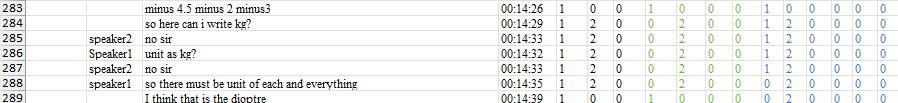 283 minus 4.5 minus 2 minus3 00:14:26 1 0 0 1 0 0 0 1 0 0 0 0 0
284 so here can i write kg? 00:14:29 1 2 0 0 2 0 0 1 2 0 0 0 0
285 speaker2 no sir 00:14:33 1 2 0 0 2 0 0 1 2 0 0 0 0
286 Speaker1 unit as kg? 00:14:32 1 2 0 0 2 0 0 1 2 0 0 0 0
287 speaker2 no sir 00:14:33 1 2 0 0 2 0 0 1 2 0 0 0 0
288 speaker1 so there must be unit of each and everything 00:14:35 1 2 0 0 2 0 0 0 2 0 0 0 0
289 I think that is the dioptre 00:14:39 1 0 0 1 0 0 0 0 2 0 0 0 0